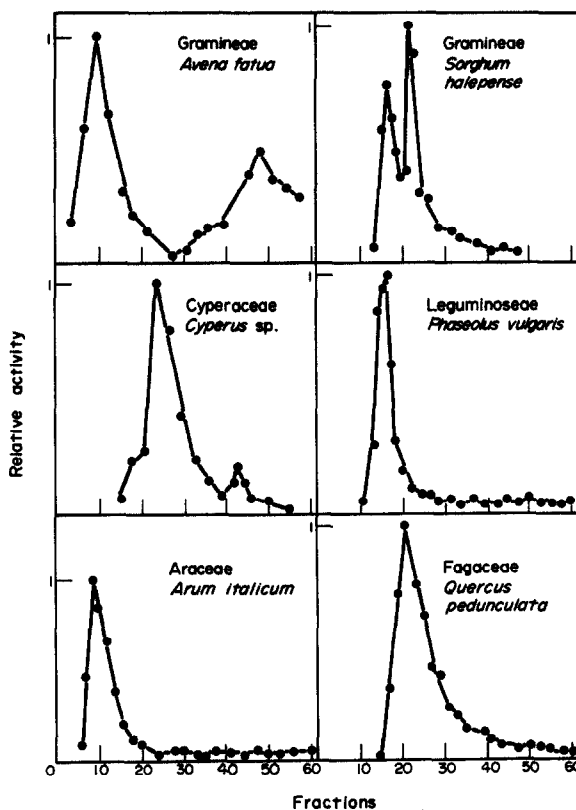 1
Gramineae
Avena fatua
1
Gramineae
Sorghum
halepense
1
Cyperaceae
Cyperus sp.
1
Leguminoseae
Phaseolus vulgaris
1
Araceae
Arum italicum
1
Fagaceae
Quercus
pedunculata
Relative activity
0 10 20 30 40 50 60
10 20 30 40 50 60
Fractions